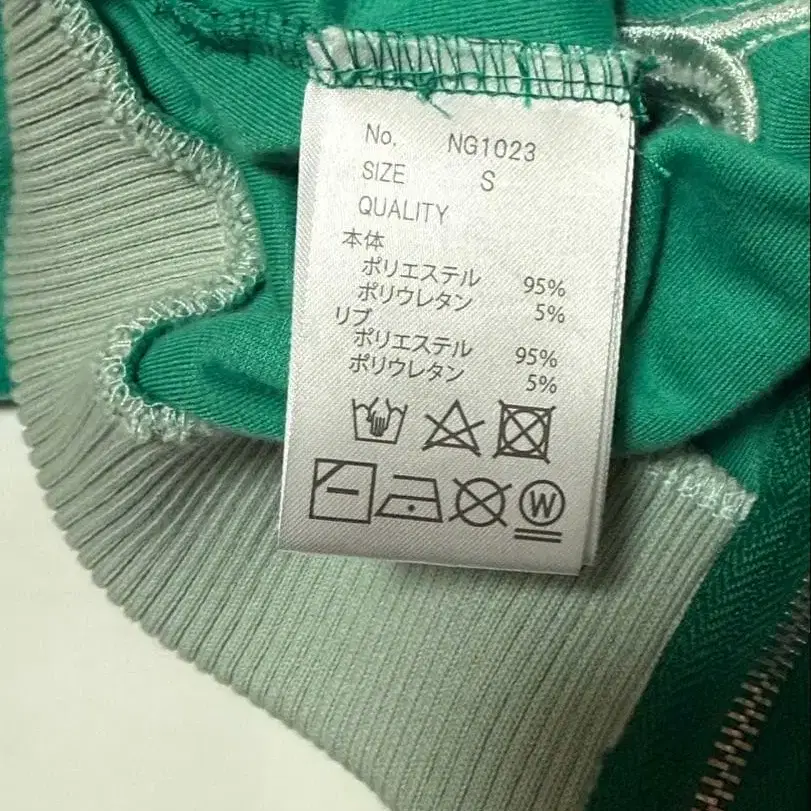 No. NG1023
SIZE S
QUALITY
本体
ポリエステル 95%
ポリウレタン 5%
リブ
ポリエステル 95%
ポリウレタン 5%
W